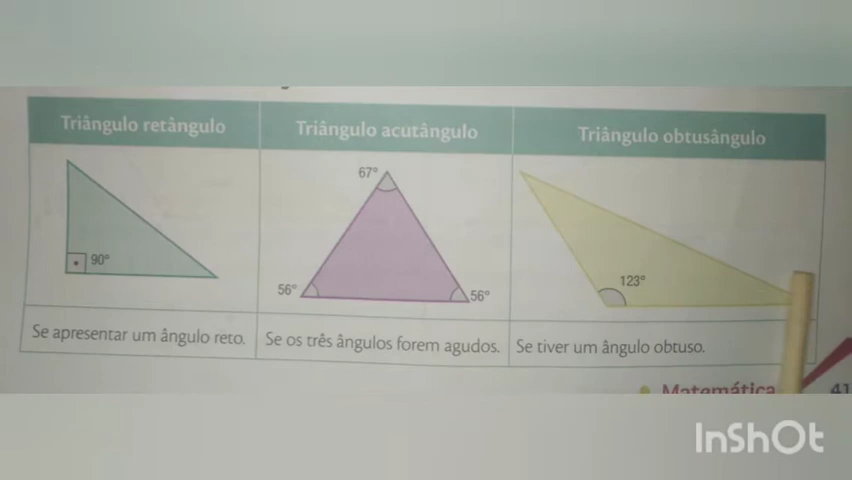 Triângulo retângulo
Triângulo acutângulo
Triângulo obtusângulo
90°
67°
56°
56°
123°
Se apresentar um ângulo reto.
Se os três ângulos forem agudos.
Se tiver um ângulo obtuso.
Matemática
41
InShOt